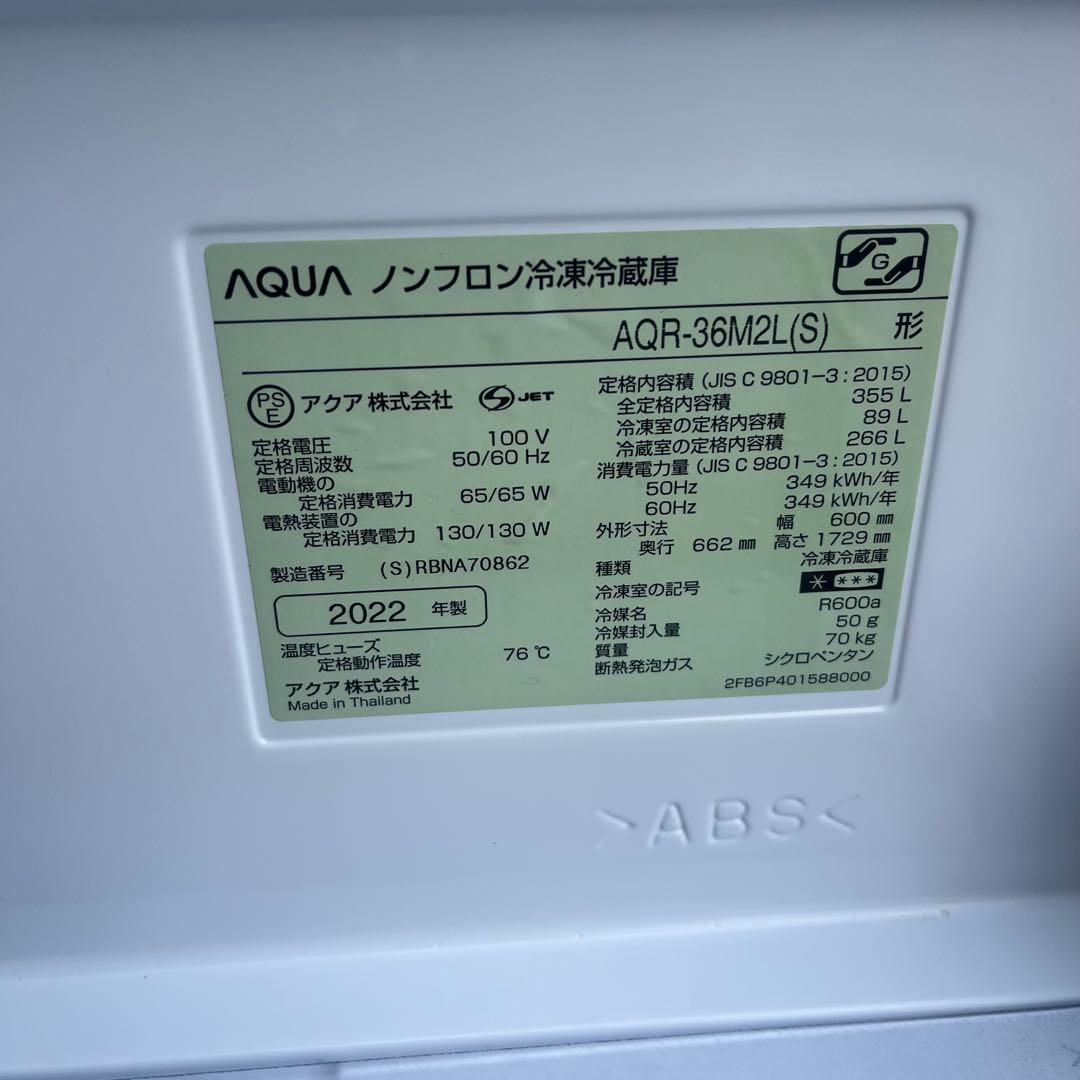 AQUA ノンフロン冷凍冷蔵庫
G
AQR-36M2L(S) 形
PSE アクア 株式会社 S JET
定格電圧 100 V
定格周波数 50/60 Hz
電動機の
定格消費電力 65/65 W
電熱装置の
定格消費電力 130/130 W
製造番号 (S)RBNA70862
2022 年製
温度ヒューズ
定格動作温度 76 ℃
アクア 株式会社
Made in Thailand
定格内容積 (JIS C 9801-3 : 2015)
全定格内容積 355 L
冷凍室の定格内容積 89 L
冷蔵室の定格内容積 266 L
消費電力量 (JIS C 9801-3 : 2015)
50Hz 349 kWh/年
60Hz 349 kWh/年
外形寸法 幅 600 ㎜
奥行 662 ㎜ 高さ 1729 ㎜
種類 冷凍冷蔵庫
冷凍室の記号 * ***
冷媒名 R600a
冷媒封入量 50 g
質量 70 kg
断熱発泡ガス シクロペンタン
2FB6P401588000
>ABS<